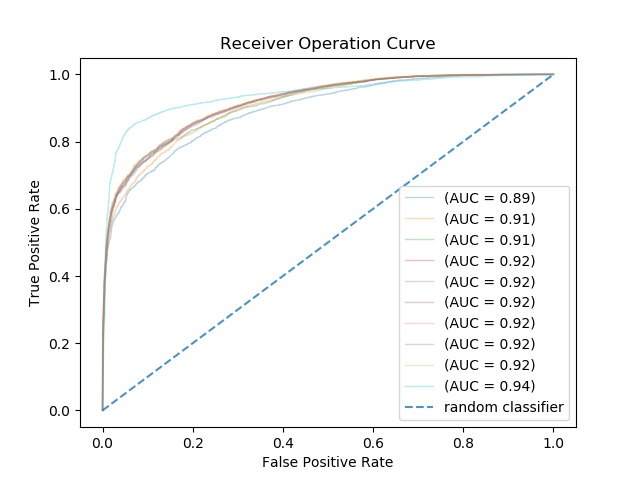 Receiver Operation Curve
1.0
0.8
0.6
0.4
0.2
0.0
True Positive Rate
(AUC = 0.89)
(AUC = 0.91)
(AUC = 0.91)
(AUC = 0.92)
(AUC = 0.92)
(AUC = 0.92)
(AUC = 0.92)
(AUC = 0.92)
(AUC = 0.92)
(AUC = 0.94)
random classifier
0.0 0.2 0.4 0.6 0.8 1.0
False Positive Rate